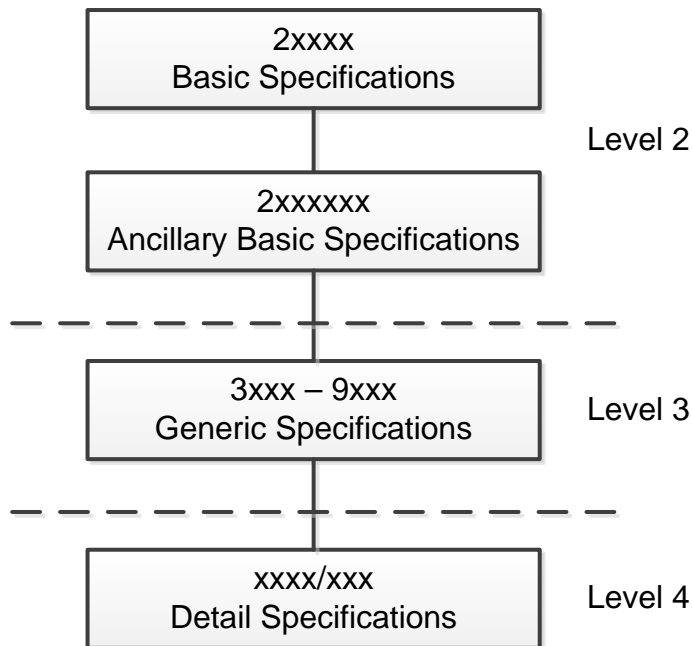 2xxxx
Basic Specifications
Level 2
2xxxxxx
Ancillary Basic Specifications
3xxx – 9xxx
Generic Specifications
Level 3
xxxx/xxx
Detail Specifications
Level 4